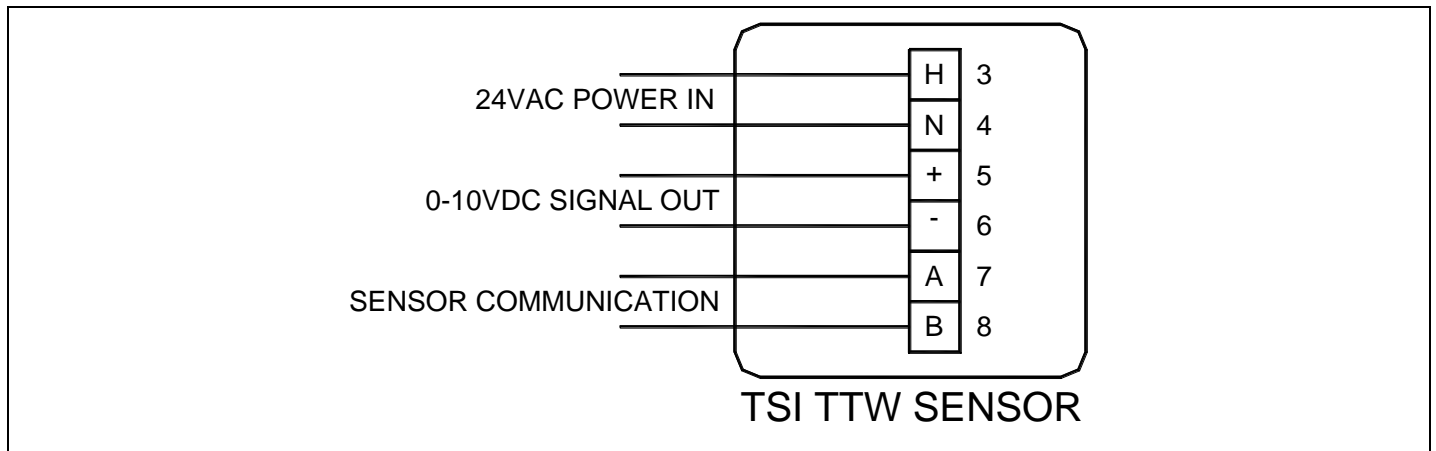 H 3
24VAC POWER IN
N 4
+ 5
0-10VDC SIGNAL OUT
- 6
A 7
SENSOR COMMUNICATION
B 8
TSI TTW SENSOR